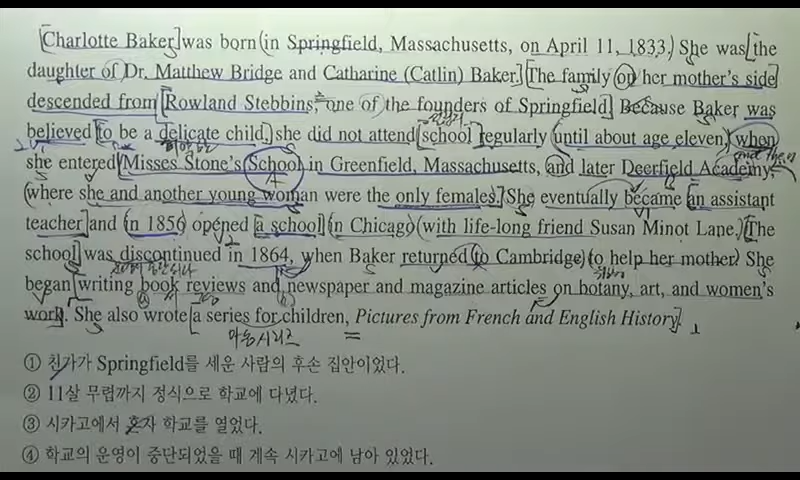 Charlotte Baker was born in Springfield, Massachusetts, on April 11, 1833. She was the
daughter of Dr. Matthew Bridge and Catharine (Catlin) Baker. The family on her mother's side
descended from Rowland Stebbins, one of the founders of Springfield. Because Baker was
believed to be a delicate child, she did not attend school regularly until about age eleven, when
she entered Misses Stone's School in Greenfield, Massachusetts, and later Deerfield Academy,
where she and another young woman were the only females. She eventually became an assistant
teacher and in 1856 opened a school in Chicago with life-long friend Susan Minot Lane. The
school was discontinued in 1864, when Baker returned to Cambridge to help her mother. She
began writing book reviews and newspaper and magazine articles on botany, art, and women's
work. She also wrote a series for children, Pictures from French and English History.
아동시리즈
① 친가가 Springfield를 세운 사람의 후손 집안이었다.
② 11살 무렵까지 정식으로 학교에 다녔다.
③ 시카고에서 혼자 학교를 열었다.
④ 학교의 운영이 중단되었을 때 계속 시카고에 남아 있었다.